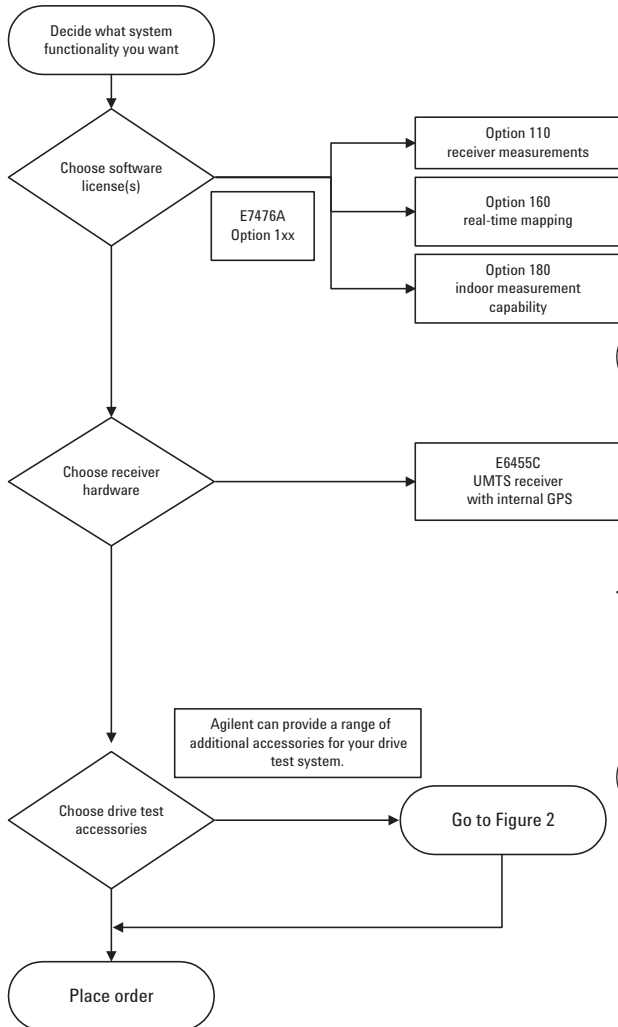 Decide what system
functionality you want
Choose software
license(s)
E7476A
Option 1xx
Option 110
receiver measurements
Option 160
real-time mapping
Option 180
indoor measurement
capability
Choose receiver
hardware
E6455C
UMTS receiver
with internal GPS
Agilent can provide a range of
additional accessories for your drive
test system.
Choose drive test
accessories
Go to Figure 2
Place order